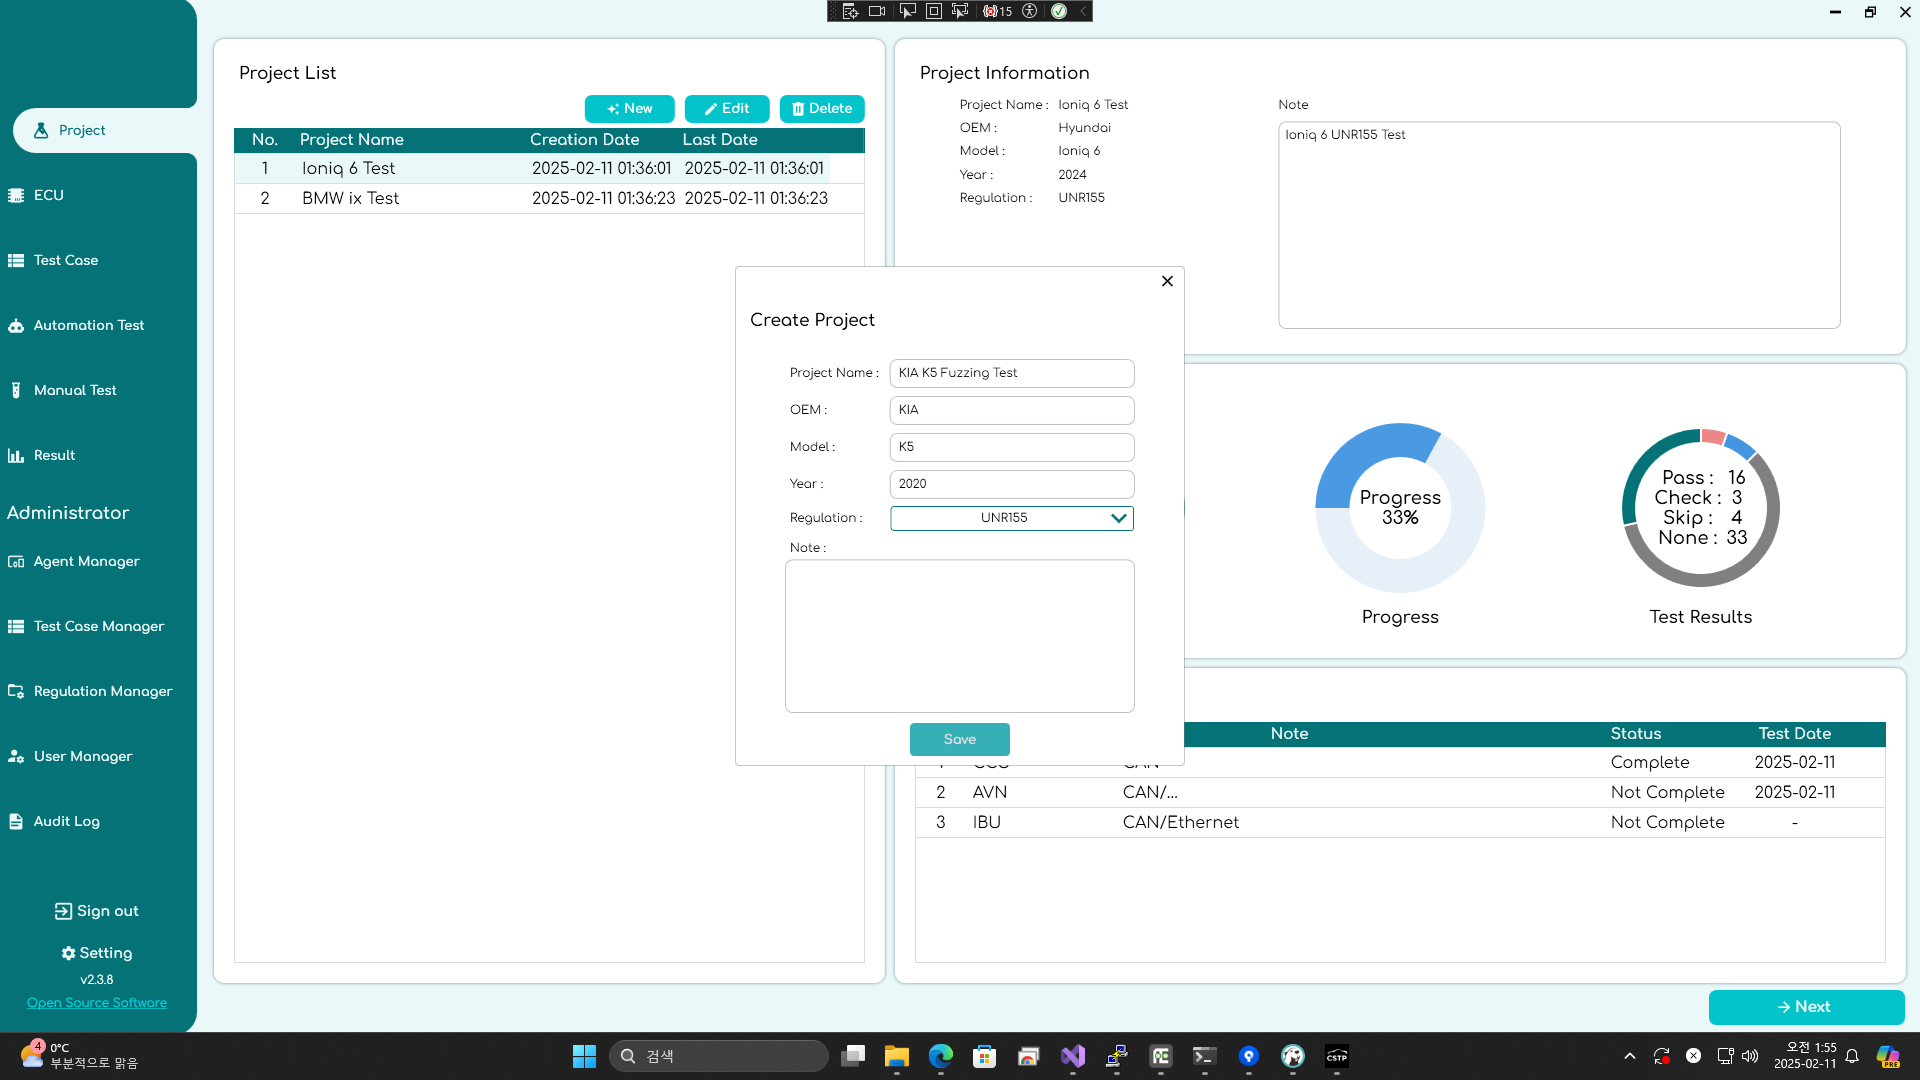 15
Project
ECU
Test Case
Automation Test
Manual Test
Result
Administrator
Agent Manager
Test Case Manager
Regulation Manager
User Manager
Audit Log
Sign out
Setting
v2.3.8
Open Source Software
Project List
New
Edit
Delete
No. Project Name Creation Date Last Date
1 Ioniq 6 Test 2025-02-11 01:36:01 2025-02-11 01:36:01
2 BMW ix Test 2025-02-11 01:36:23 2025-02-11 01:36:23
Project Information
Project Name : Ioniq 6 Test
OEM : Hyundai
Model : Ioniq 6
Year : 2024
Regulation : UNR155
Note
Ioniq 6 UNR155 Test
Create Project
Project Name : KIA K5 Fuzzing Test
OEM : KIA
Model : K5
Year : 2020
Regulation : UNR155
Note :
Save
Progress
33%
Progress
Pass : 16
Check : 3
Skip : 4
None : 33
Test Results
Note Status Test Date
Complete 2025-02-11
2 AVN CAN/... Not Complete 2025-02-11
3 IBU CAN/Ethernet Not Complete -
Next
4
0°C
부분적으로 맑음
검색
CSTP
오전 1:55
2025-02-11
PRE